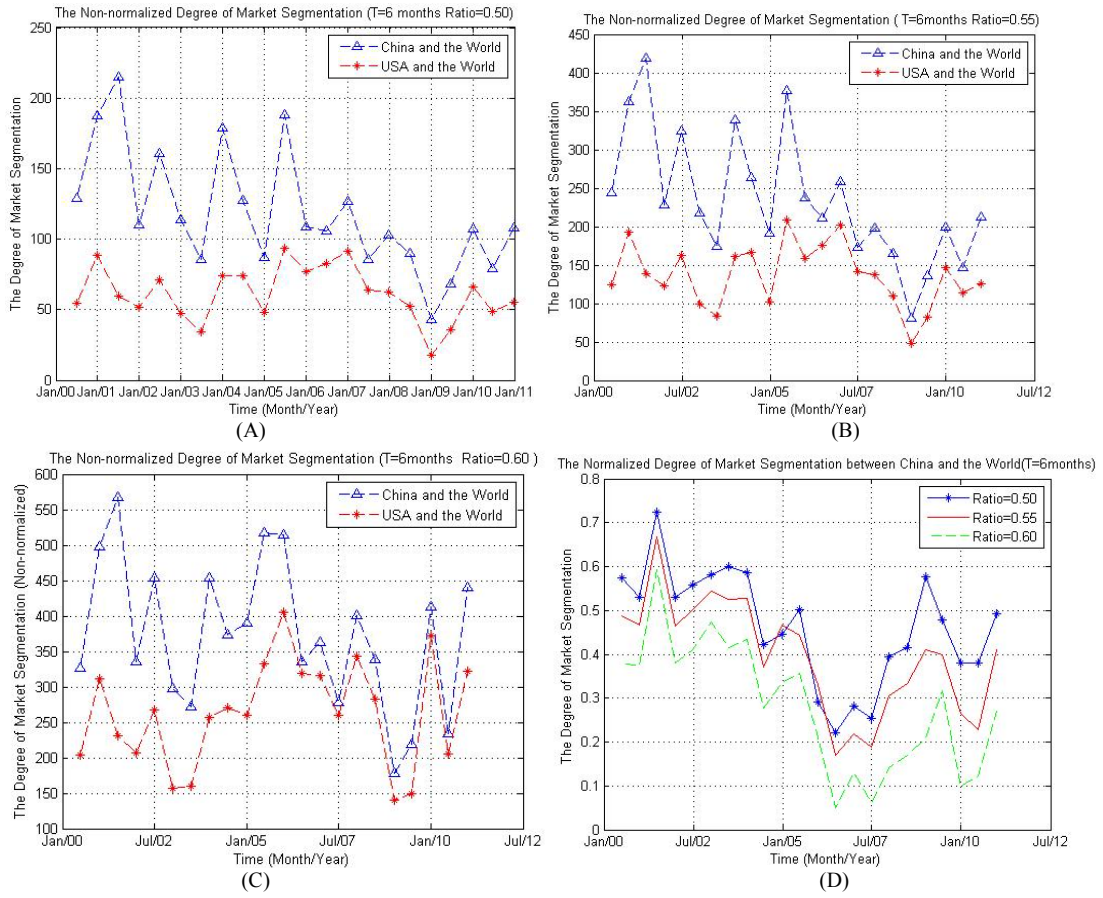 The Non-normalized Degree of Market Segmentation (T=6 months Ratio=0.50)
The Degree of Market Segmentation
250
200
150
100
50
0
China and the World
USA and the World
Jan/00 Jan/01 Jan/02 Jan/03 Jan/04 Jan/05 Jan/06 Jan/07 Jan/08 Jan/09 Jan/10 Jan/11
Time (Month/Year)
(A)
The Non-normalized Degree of Market Segmentation ( T=6months Ratio=0.55)
The Degree of Market Segmentation
450
400
350
300
250
200
150
100
50
0
China and the World
USA and the World
Jan/00 Jul/02 Jan/05 Jul/07 Jan/10 Jul/12
Time (Month/Year)
(B)
The Non-normalized Degree of Market Segmentation (T=6months Ratio=0.60 )
The Degree of Market Segmentation (Non-normalized)
600
550
500
450
400
350
300
250
200
150
100
China and the World
USA and the World
Jan/00 Jul/02 Jan/05 Jul/07 Jan/10 Jul/12
Time (Month/Year)
(C)
The Normalized Degree of Market Segmentation between China and the World(T=6months)
The Degree of Market Segmentation
0.8
0.7
0.6
0.5
0.4
0.3
0.2
0.1
0
Ratio=0.50
Ratio=0.55
Ratio=0.60
Jan/00 Jul/02 Jan/05 Jul/07 Jan/10 Jul/12
Time (Month/Year)
(D)